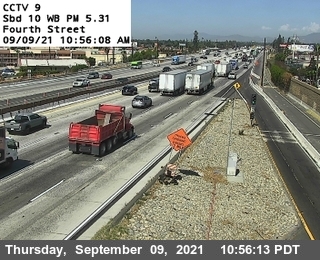 CCTV 9
Sbd 10 WB PM 5.31
Fourth Street
09/09/21 10:56:08 AM
Thursday, September 09, 2021 10:56:13 PDT